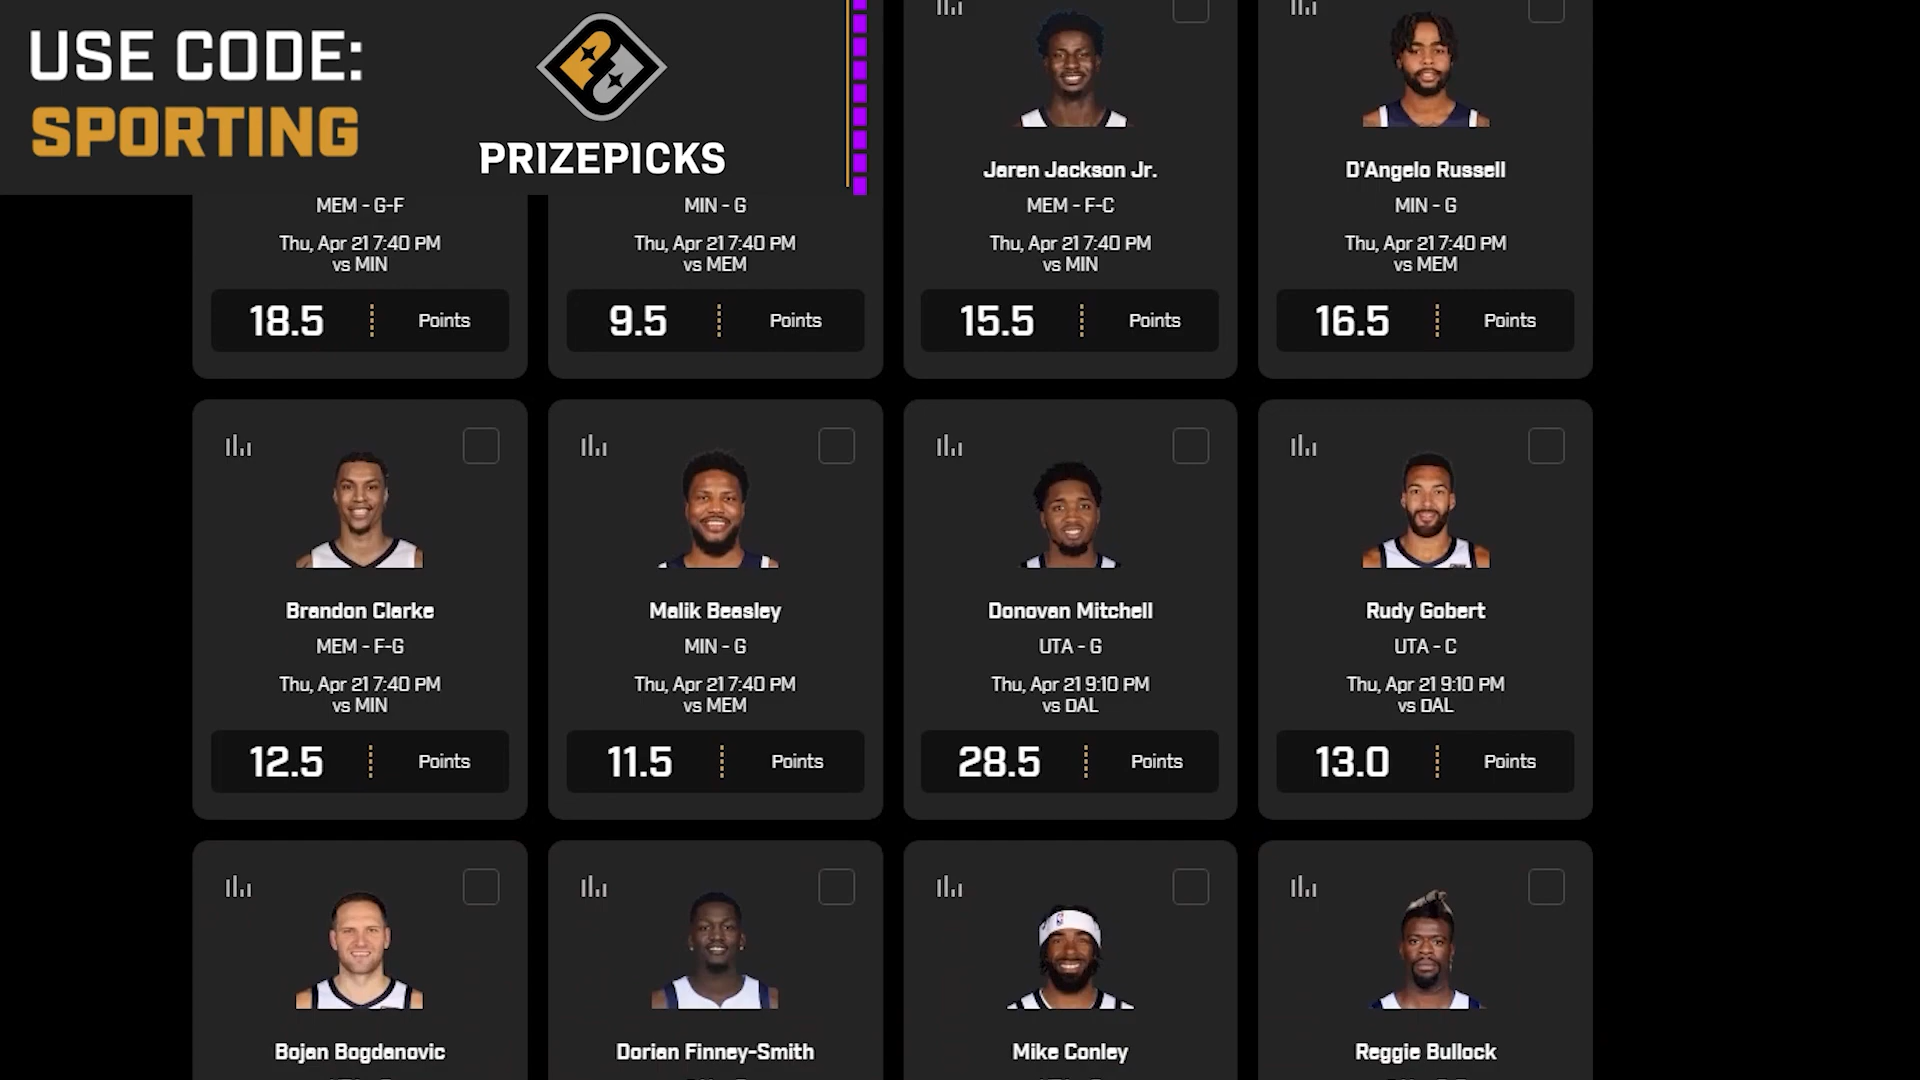 USE CODE:
SPORTING
PRIZEPICKS
MEM - G-F
Thu, Apr 21 7:40 PM
vs MIN
18.5 Points
MIN - G
Thu, Apr 21 7:40 PM
vs MEM
9.5 Points
Jaren Jackson Jr.
MEM - F-C
Thu, Apr 21 7:40 PM
vs MIN
15.5 Points
D'Angelo Russell
MIN - G
Thu, Apr 21 7:40 PM
vs MEM
16.5 Points
Brandon Clarke
MEM - F-G
Thu, Apr 21 7:40 PM
vs MIN
12.5 Points
Malik Beasley
MIN - G
Thu, Apr 21 7:40 PM
vs MEM
11.5 Points
Donovan Mitchell
UTA - G
Thu, Apr 21 9:10 PM
vs DAL
28.5 Points
Rudy Gobert
UTA - C
Thu, Apr 21 9:10 PM
vs DAL
13.0 Points
Bojan Bogdanovic
Dorian Finney-Smith
Mike Conley
Reggie Bullock